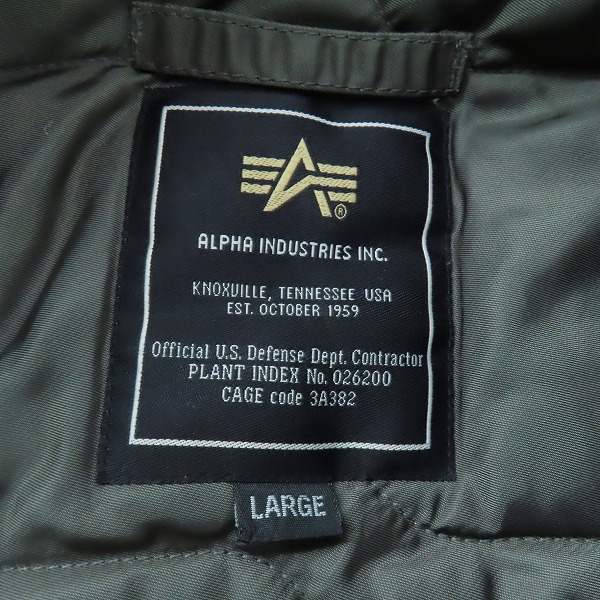 ®
ALPHA INDUSTRIES INC.
KNOXVILLE, TENNESSEE USA
EST. OCTOBER 1959
Official U.S. Defense Dept. Contractor
PLANT INDEX No. 026200
CAGE code 3A382
LARGE